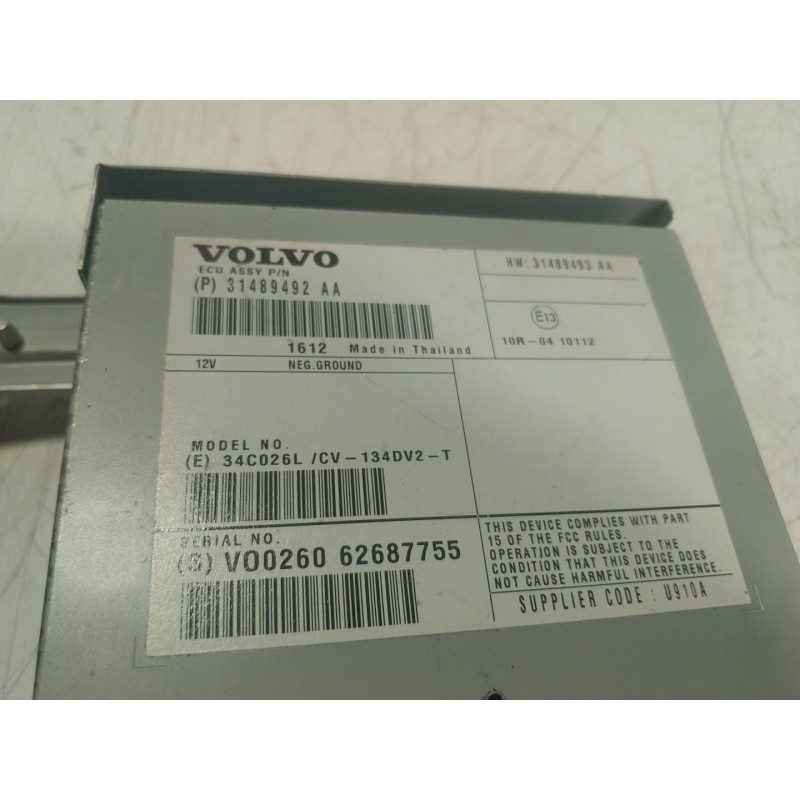 VOLVO
ECU ASSY P/N
(P) 31489492 AA
1612 Made in Thailand
HW: 31489493 AA
E13
10R-04 10112
12V NEG.GROUND
MODEL NO.
(E) 34C026L /CV-134DV2-T
SERIAL NO.
(S) VO0260 62687755
THIS DEVICE COMPLIES WITH PART
15 OF THE FCC RULES.
OPERATION IS SUBJECT TO THE
CONDITION THAT THIS DEVICE DOES
NOT CAUSE HARMFUL INTERFERENCE.
SUPPLIER CODE : U910A